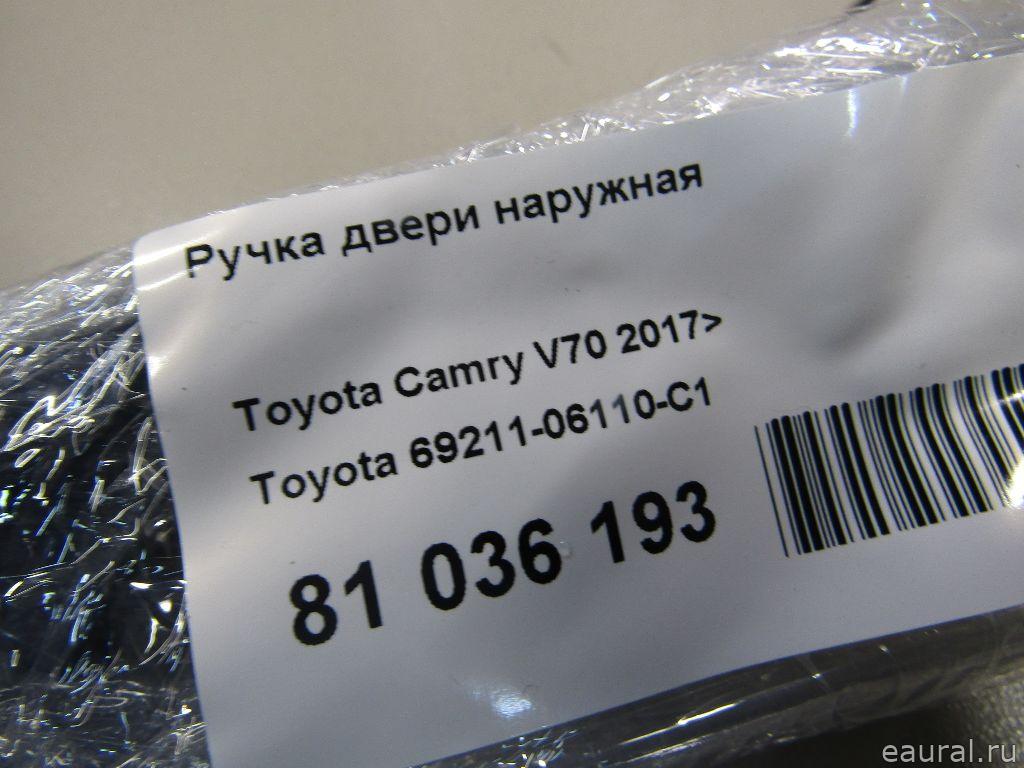 Ручка двери наружная
Toyota Camry V70 2017>
Toyota 69211-06110-C1
81 036 193
eaural.ru